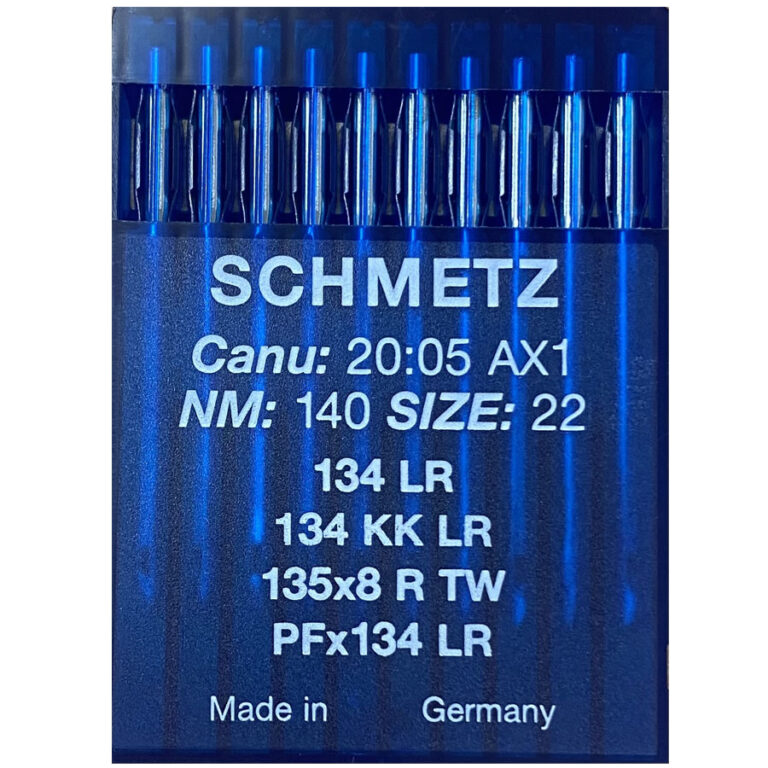 SCHMETZ
Canu: 20:05 AX1
NM: 140 SIZE: 22
134 LR
134 KK LR
135x8 R TW
PFx134 LR
Made in Germany